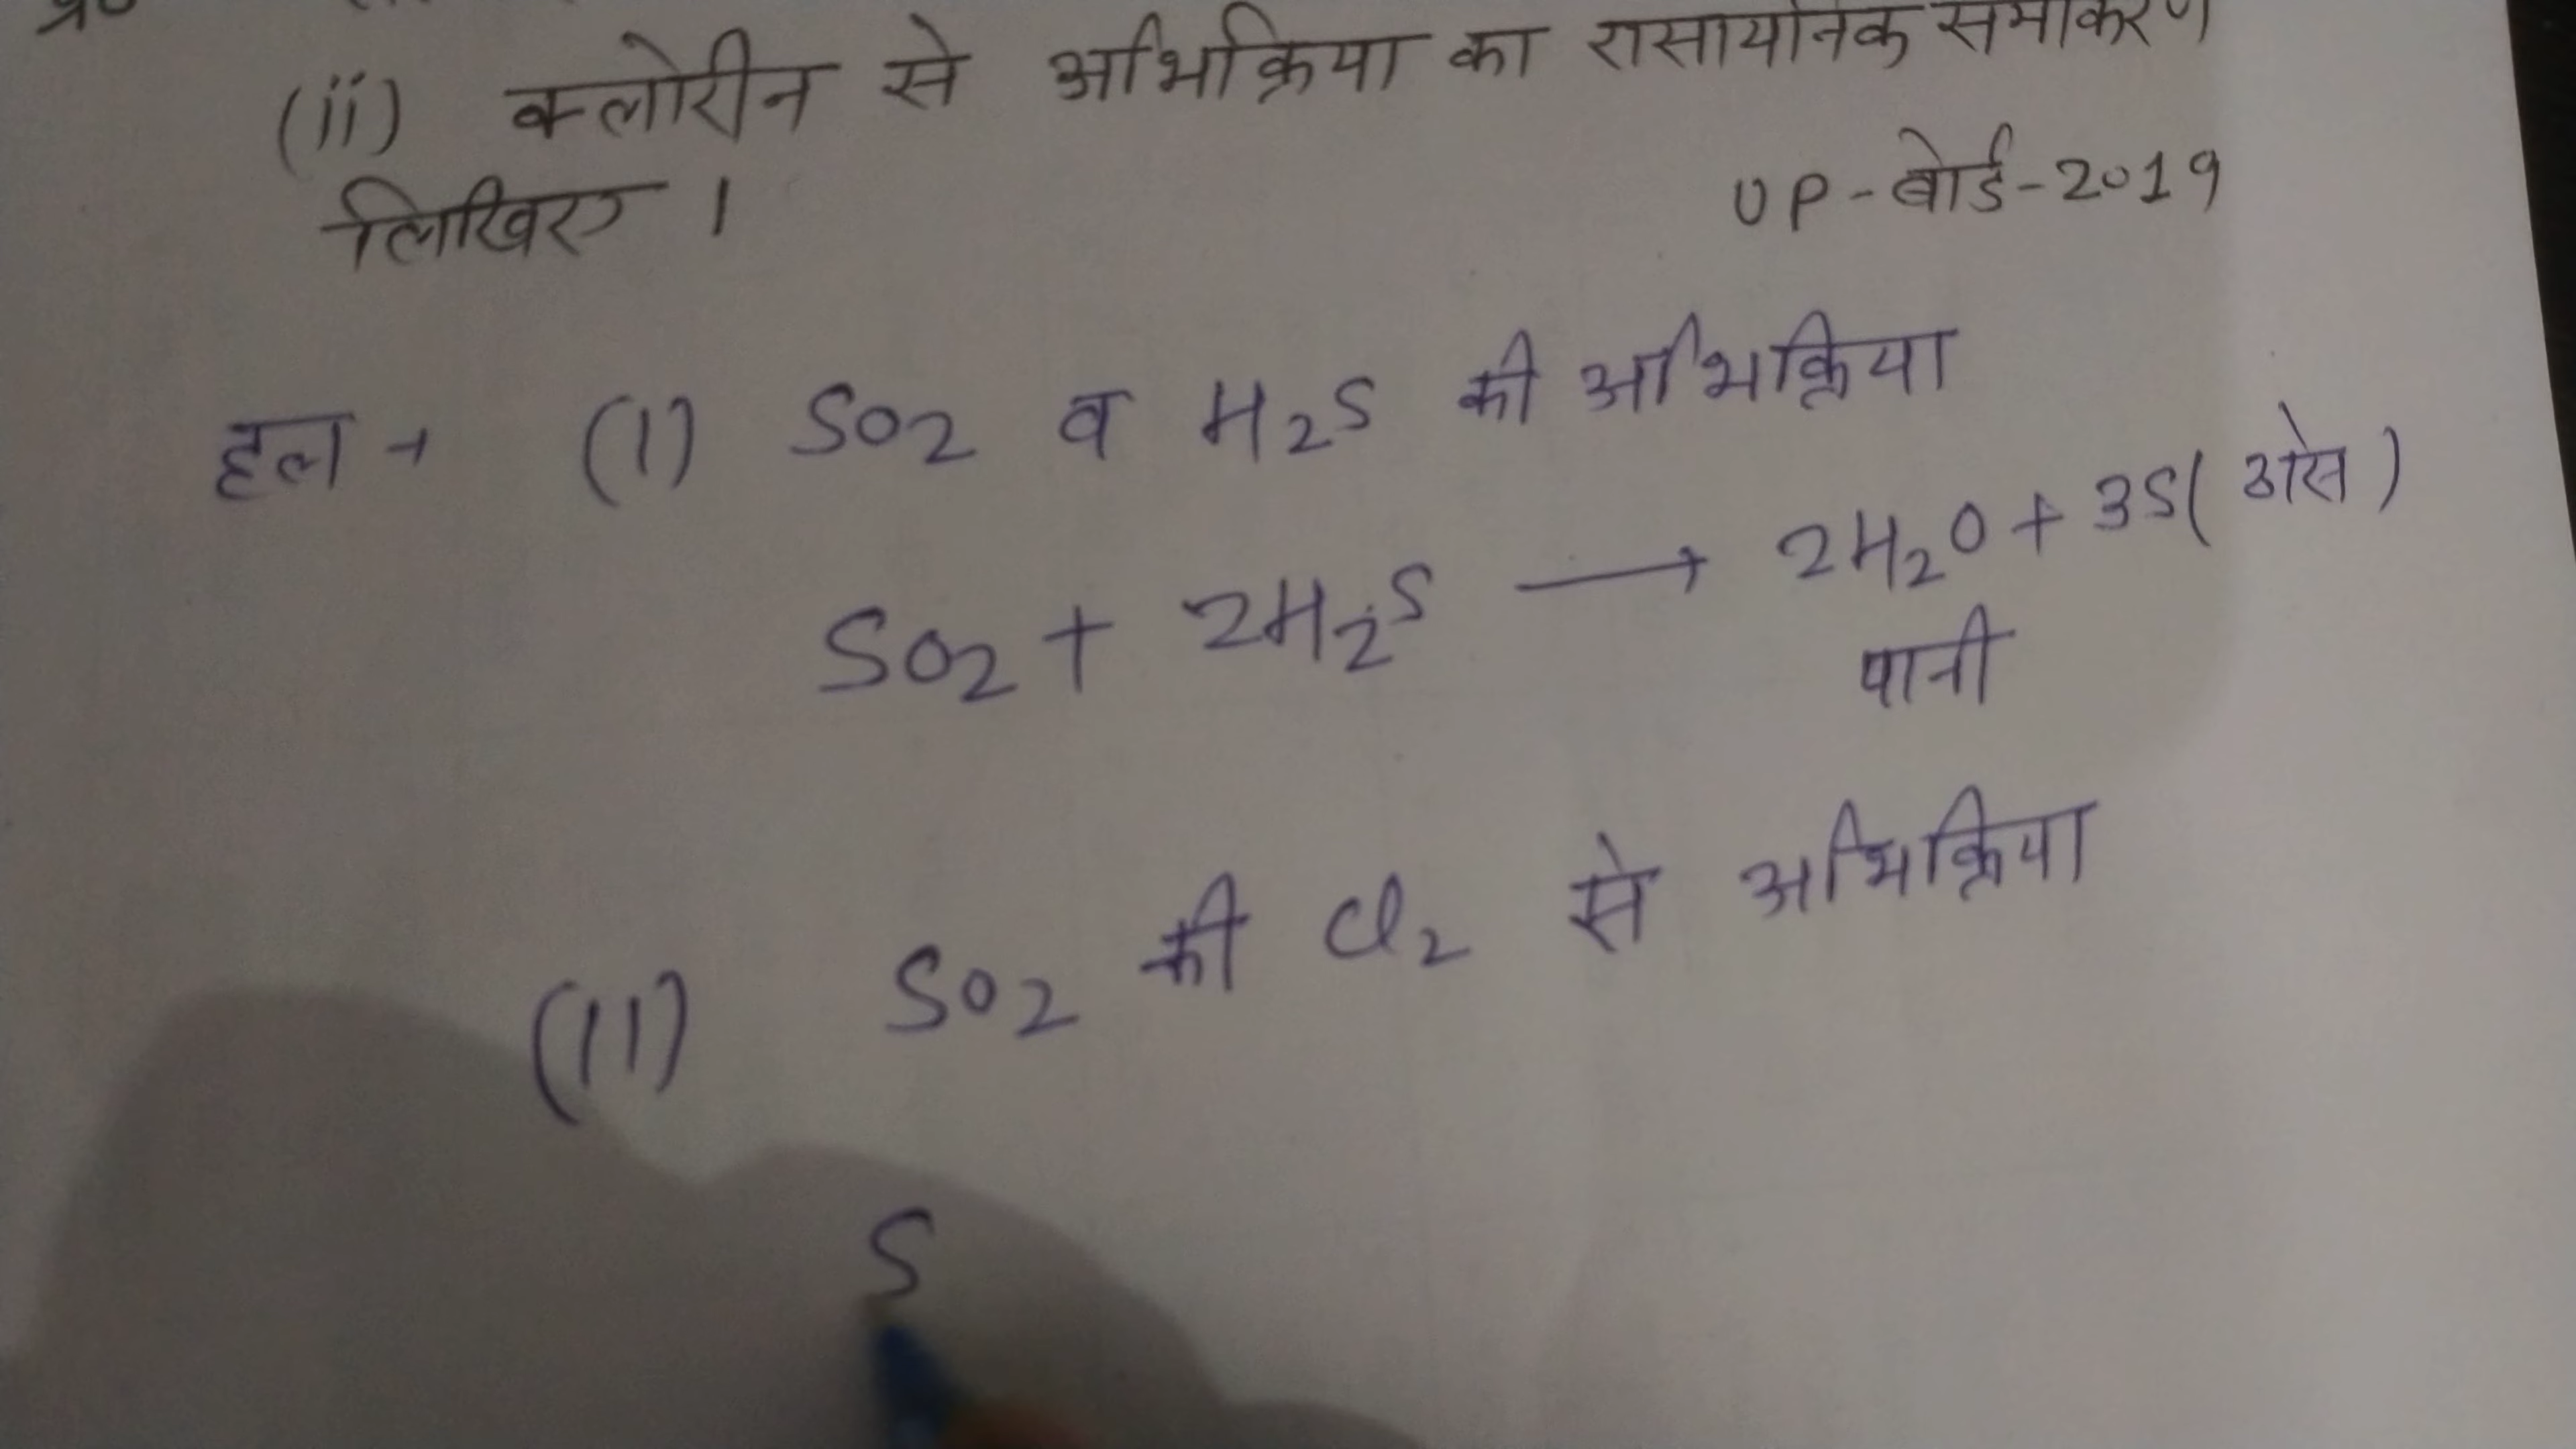 प्र०
(ii) क्लोरीन से अभिक्रिया का रासायनिक समीकरण
लिखिए ।
UP-बोर्ड-2019
हल → (I) SO2 व H2S की अभिक्रिया
SO2 + 2H2S ⟶ 2H2O + 3S( ठोस )
पानी
(II) SO2 की Cl2 से अभिक्रिया
S